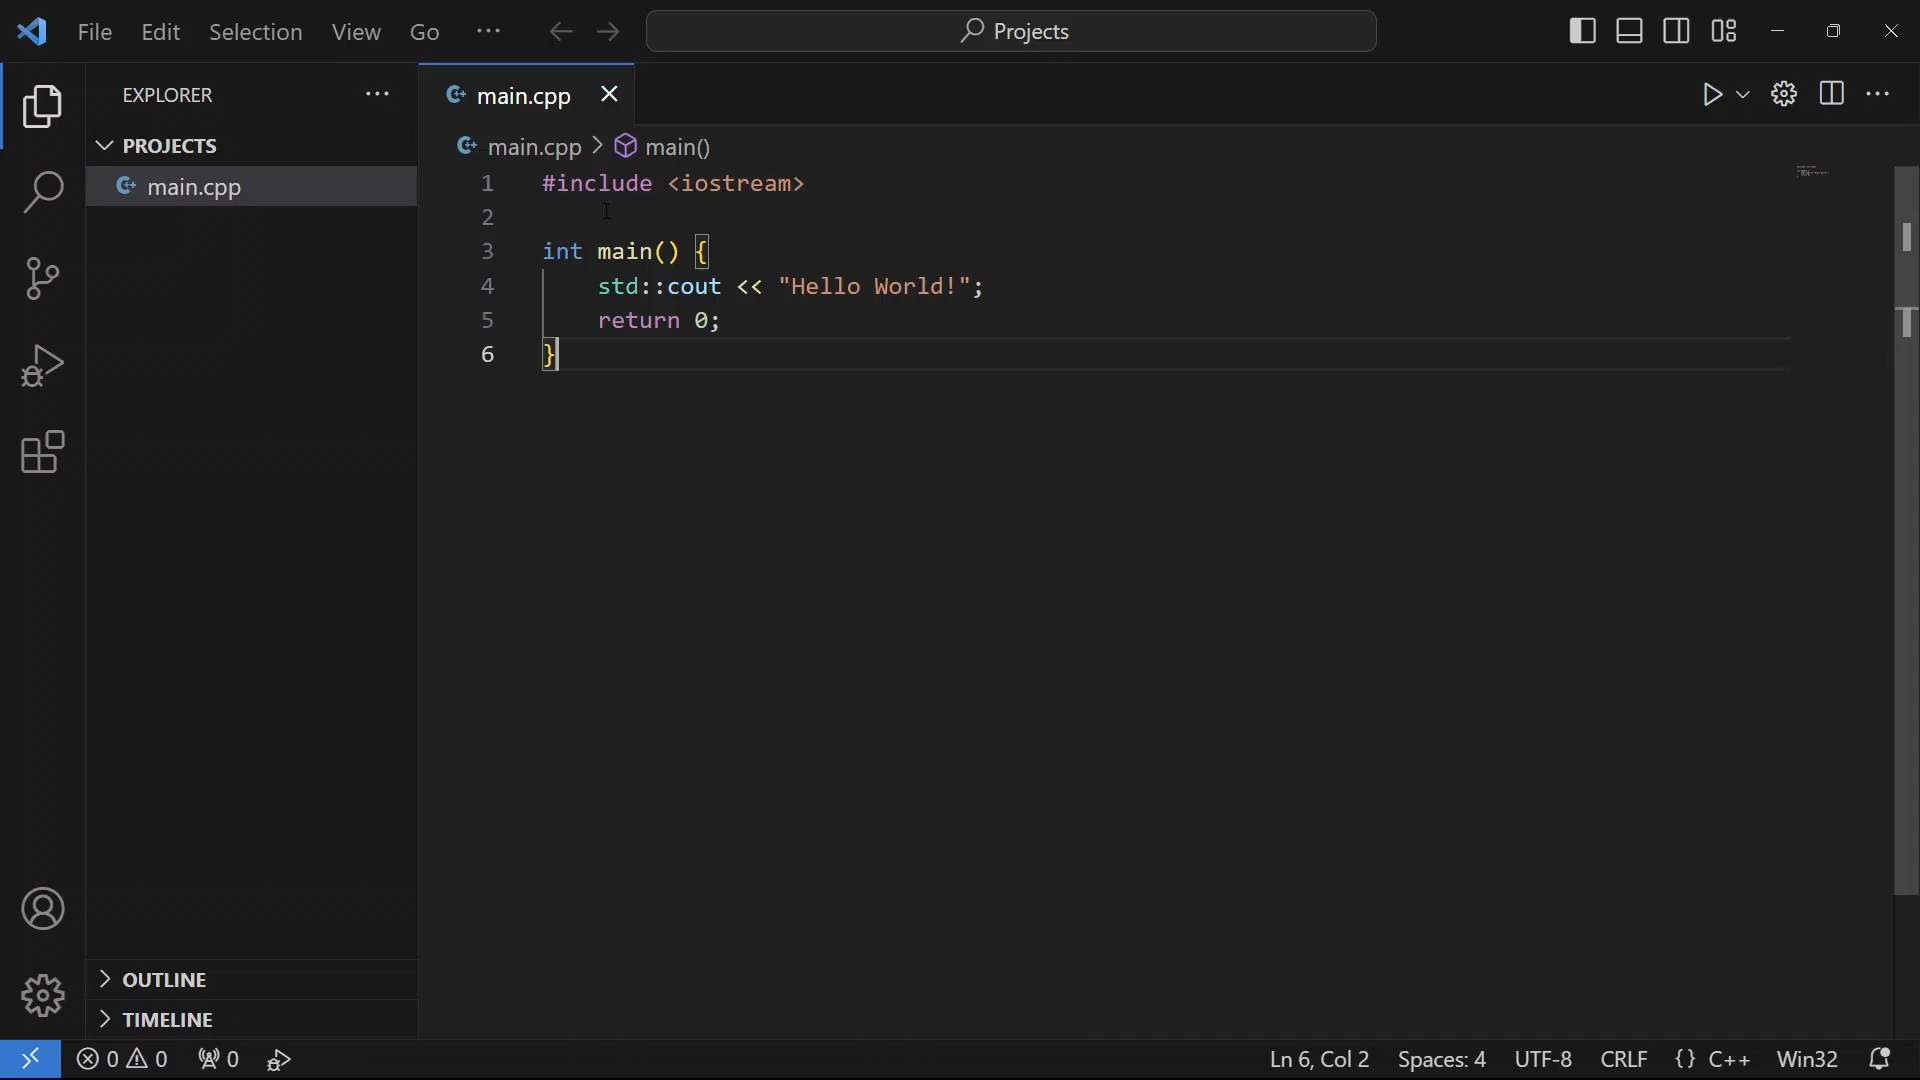 File Edit Selection View Go ··· Projects
EXPLORER ···
main.cpp
PROJECTS
main.cpp > main()
main.cpp
1 #include <iostream>
2
3 int main() {
4     std::cout << "Hello World!";
5     return 0;
6 }
OUTLINE
TIMELINE
0 0 0 Ln 6, Col 2 Spaces: 4 UTF-8 CRLF {} C++ Win32